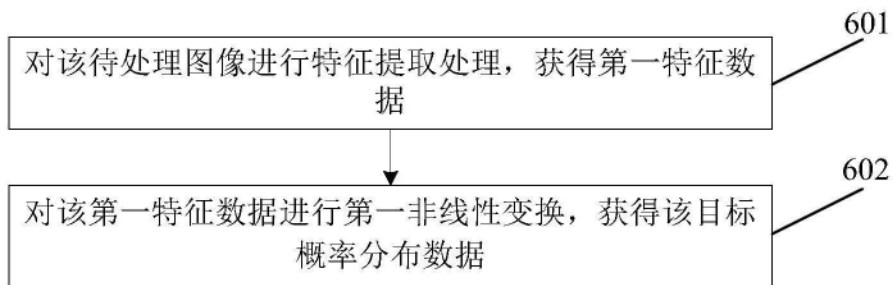 601
对该待处理图像进行特征提取处理，获得第一特征数
据
602
对该第一特征数据进行第一非线性变换，获得该目标
概率分布数据